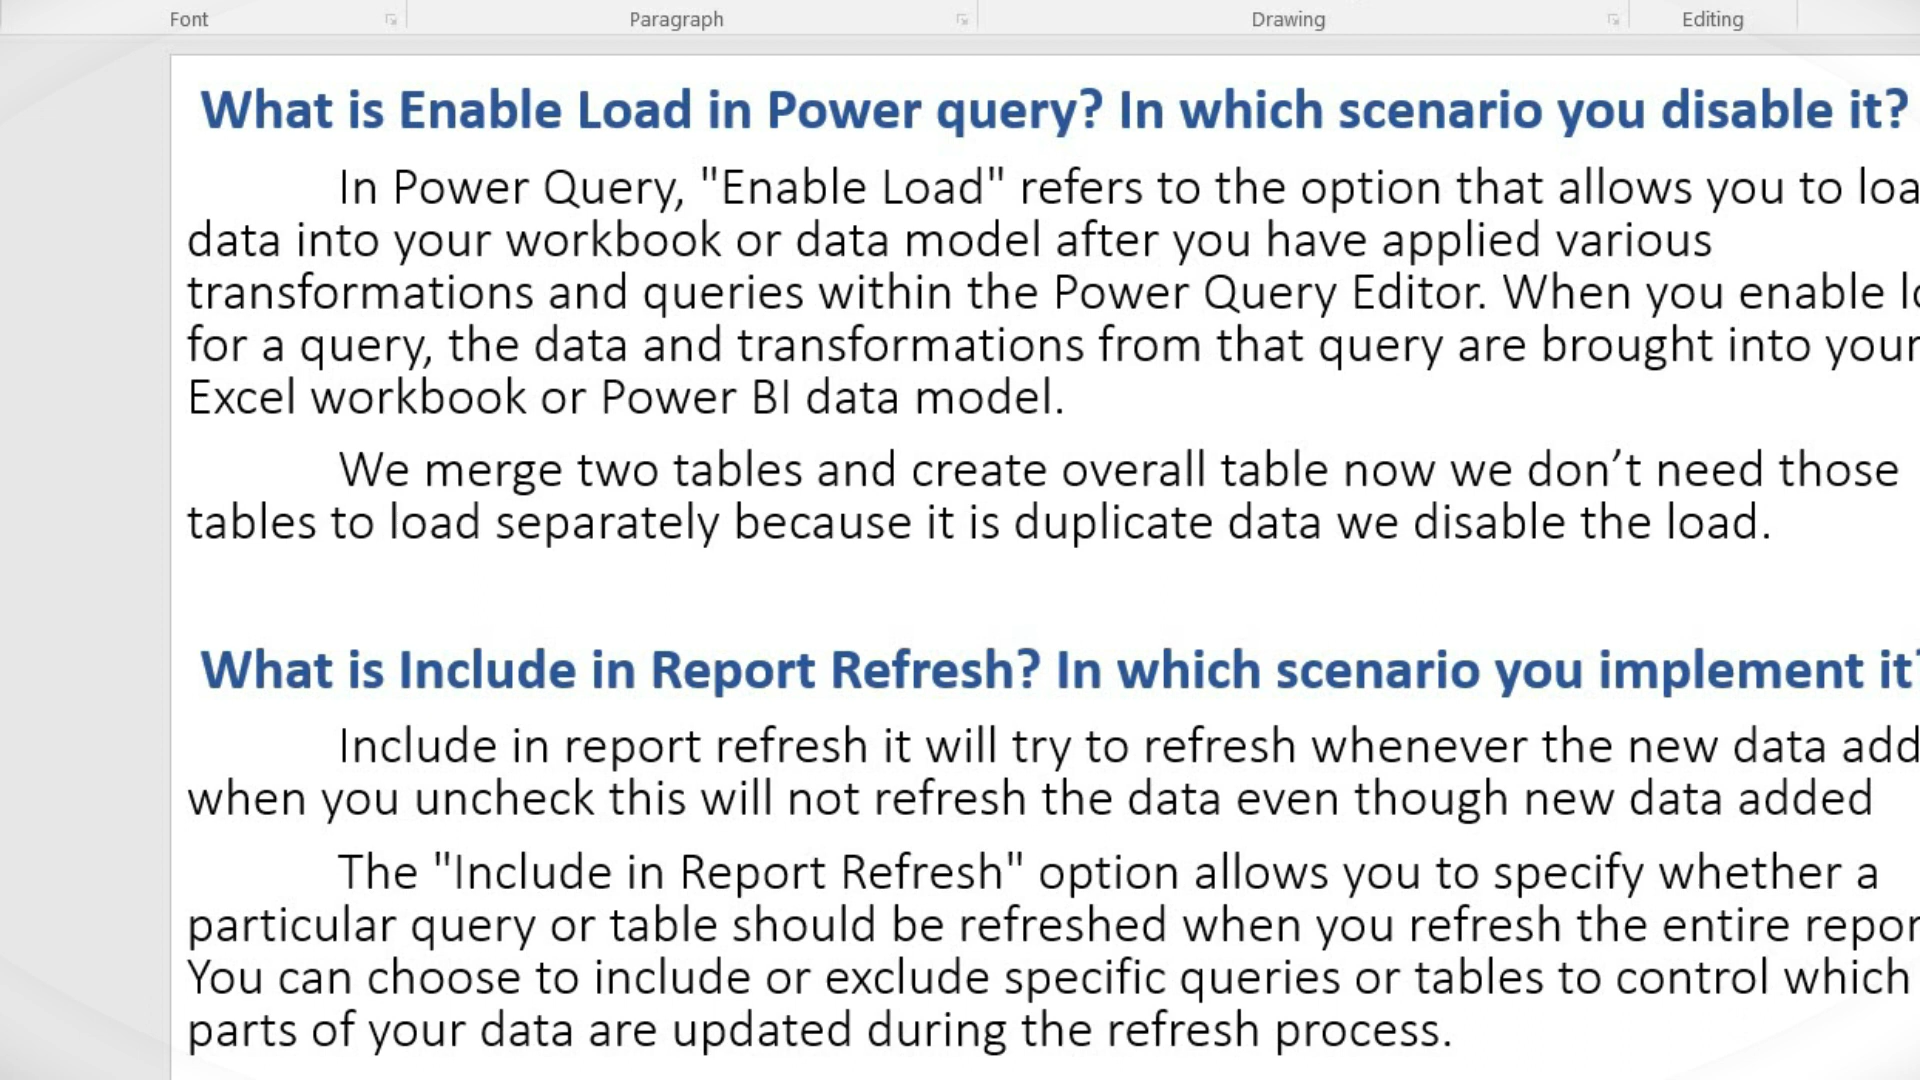 Font Paragraph Drawing Editing
What is Enable Load in Power query? In which scenario you disable it?
In Power Query, "Enable Load" refers to the option that allows you to loa
data into your workbook or data model after you have applied various
transformations and queries within the Power Query Editor. When you enable lo
for a query, the data and transformations from that query are brought into your
Excel workbook or Power BI data model.
We merge two tables and create overall table now we don’t need those
tables to load separately because it is duplicate data we disable the load.
What is Include in Report Refresh? In which scenario you implement it?
Include in report refresh it will try to refresh whenever the new data add
when you uncheck this will not refresh the data even though new data added
The "Include in Report Refresh" option allows you to specify whether a
particular query or table should be refreshed when you refresh the entire repor
You can choose to include or exclude specific queries or tables to control which
parts of your data are updated during the refresh process.